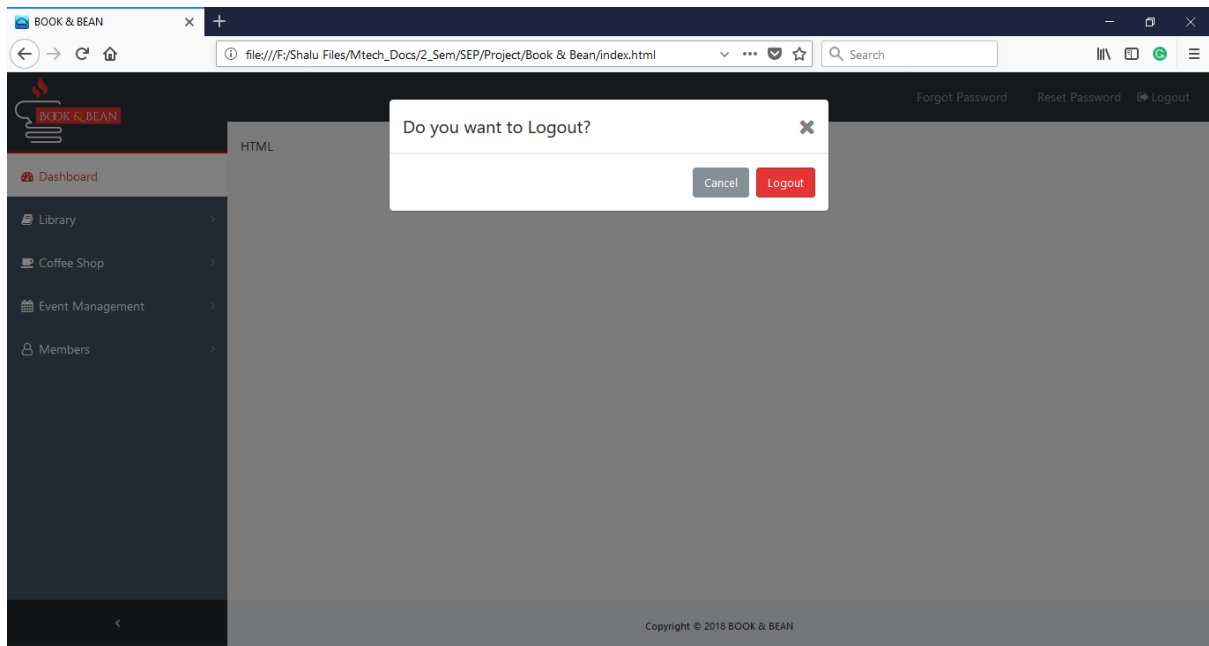 BOOK & BEAN
file:///F:/Shalu Files/Mtech_Docs/2_Sem/SEP/Project/Book & Bean/index.html
Search
BOOK & BEAN
Forgot Password Reset Password Logout
Do you want to Logout?
Cancel Logout
HTML
Dashboard
Library
Coffee Shop
Event Management
Members
Copyright © 2018 BOOK & BEAN